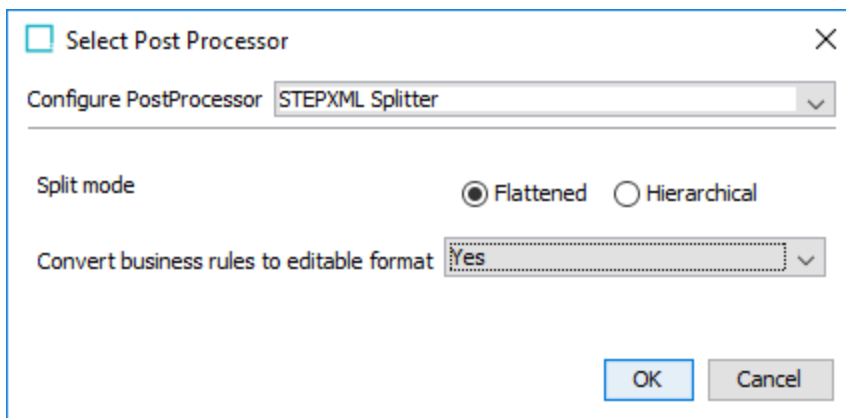 Select Post Processor
Configure PostProcessor STEPXML Splitter
Split mode Flattened Hierarchical
Convert business rules to editable format Yes
OK Cancel